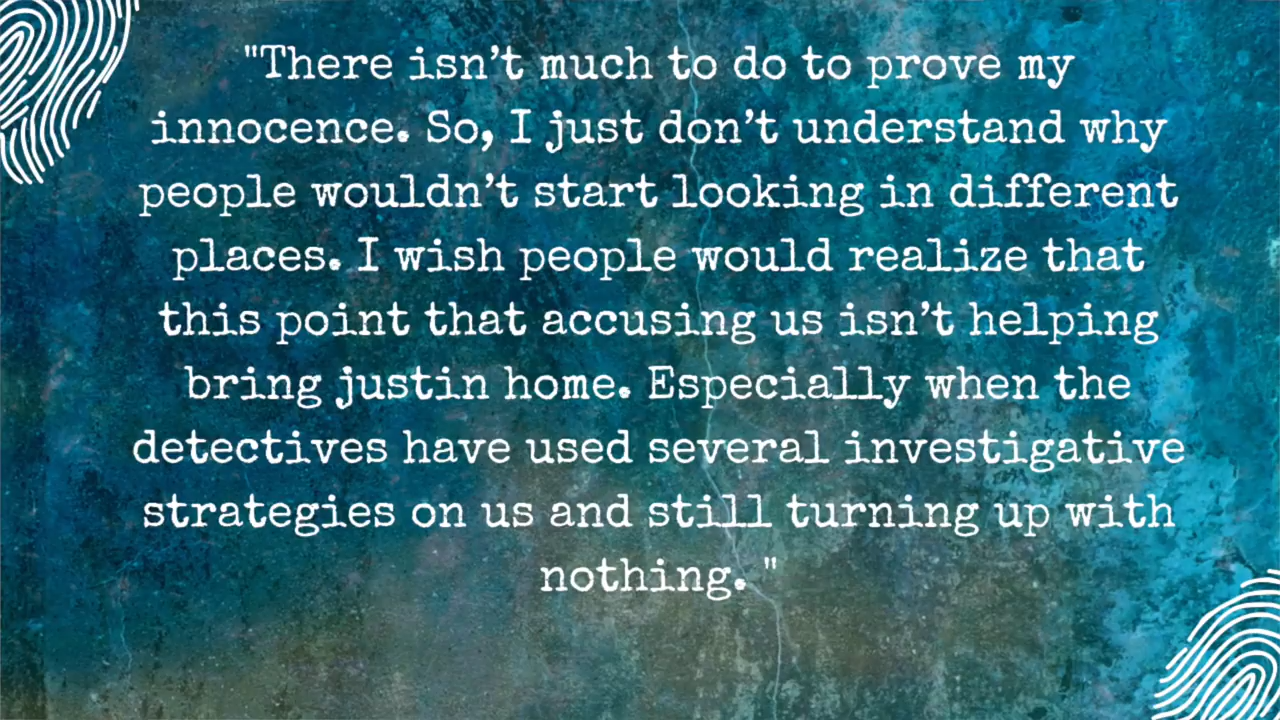 "There isn’t much to do to prove my
innocence. So, I just don’t understand why
people wouldn’t start looking in different
places. I wish people would realize that
this point that accusing us isn’t helping
bring justin home. Especially when the
detectives have used several investigative
strategies on us and still turning up with
nothing. "